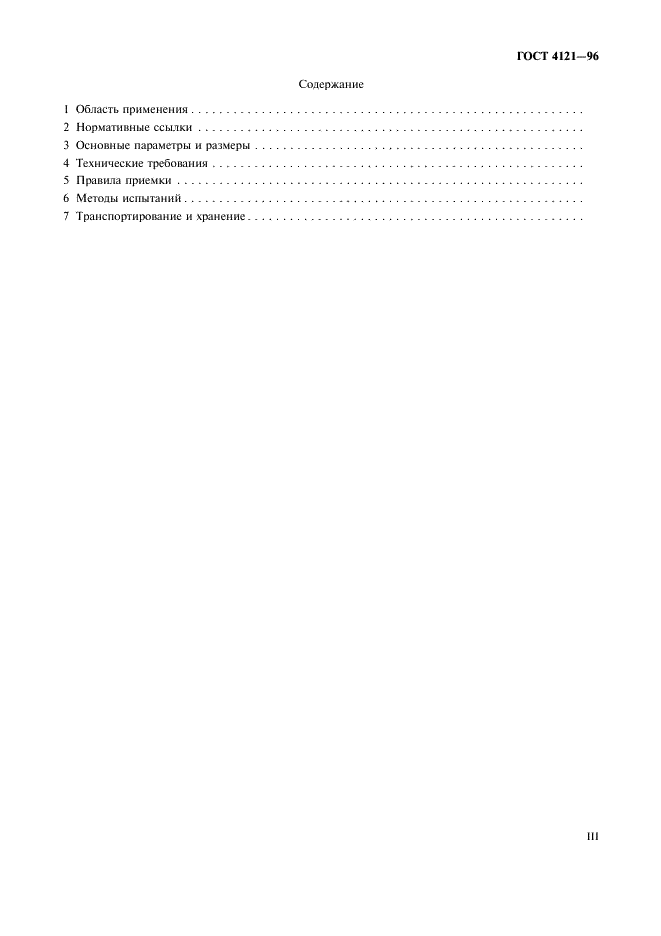 ГОСТ 4121—96
Содержание
1 Область применения . . . . . . . . . . . . . . . . . . . . . . . . . . . . . . . . . . . . . . . . . . . . . . . . . . . . . . . .
2 Нормативные ссылки . . . . . . . . . . . . . . . . . . . . . . . . . . . . . . . . . . . . . . . . . . . . . . . . . . . . . . .
3 Основные параметры и размеры . . . . . . . . . . . . . . . . . . . . . . . . . . . . . . . . . . . . . . . . . . . . . . .
4 Технические требования . . . . . . . . . . . . . . . . . . . . . . . . . . . . . . . . . . . . . . . . . . . . . . . . . . . . .
5 Правила приемки . . . . . . . . . . . . . . . . . . . . . . . . . . . . . . . . . . . . . . . . . . . . . . . . . . . . . . . . . .
6 Методы испытаний . . . . . . . . . . . . . . . . . . . . . . . . . . . . . . . . . . . . . . . . . . . . . . . . . . . . . . . . .
7 Транспортирование и хранение . . . . . . . . . . . . . . . . . . . . . . . . . . . . . . . . . . . . . . . . . . . . . . . .
III